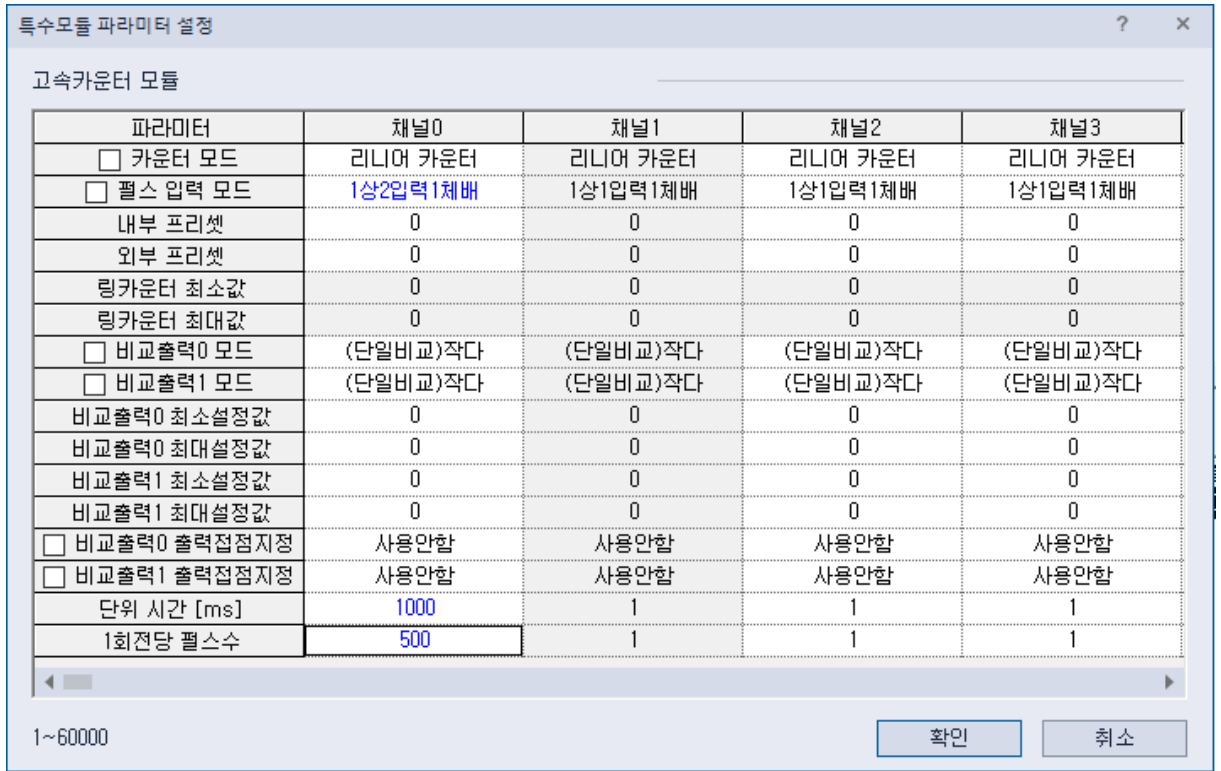 특수모듈 파라미터 설정 ? ×
고속카운터 모듈
파라미터 채널0 채널1 채널2 채널3
카운터 모드 리니어 카운터 리니어 카운터 리니어 카운터 리니어 카운터
펄스 입력 모드 1상2입력1체배 1상1입력1체배 1상1입력1체배 1상1입력1체배
내부 프리셋 0 0 0 0
외부 프리셋 0 0 0 0
링카운터 최소값 0 0 0 0
링카운터 최대값 0 0 0 0
비교출력0 모드 (단일비교)작다 (단일비교)작다 (단일비교)작다 (단일비교)작다
비교출력1 모드 (단일비교)작다 (단일비교)작다 (단일비교)작다 (단일비교)작다
비교출력0 최소설정값 0 0 0 0
비교출력0 최대설정값 0 0 0 0
비교출력1 최소설정값 0 0 0 0
비교출력1 최대설정값 0 0 0 0
비교출력0 출력접점지정 사용안함 사용안함 사용안함 사용안함
비교출력1 출력접점지정 사용안함 사용안함 사용안함 사용안함
단위 시간 [ms] 1000 1 1 1
1회전당 펄스수 500 1 1 1
1~60000 확인 취소